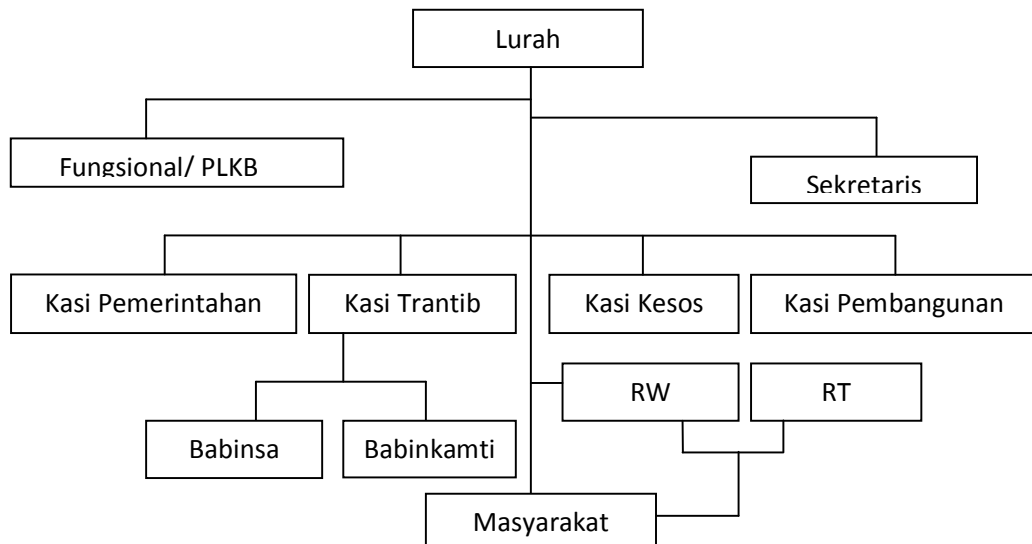 Lurah
Fungsional/ PLKB
Sekretaris
Kasi Pemerintahan
Kasi Trantib
Kasi Kesos
Kasi Pembangunan
RW
RT
Babinsa
Babinkamti
Masyarakat